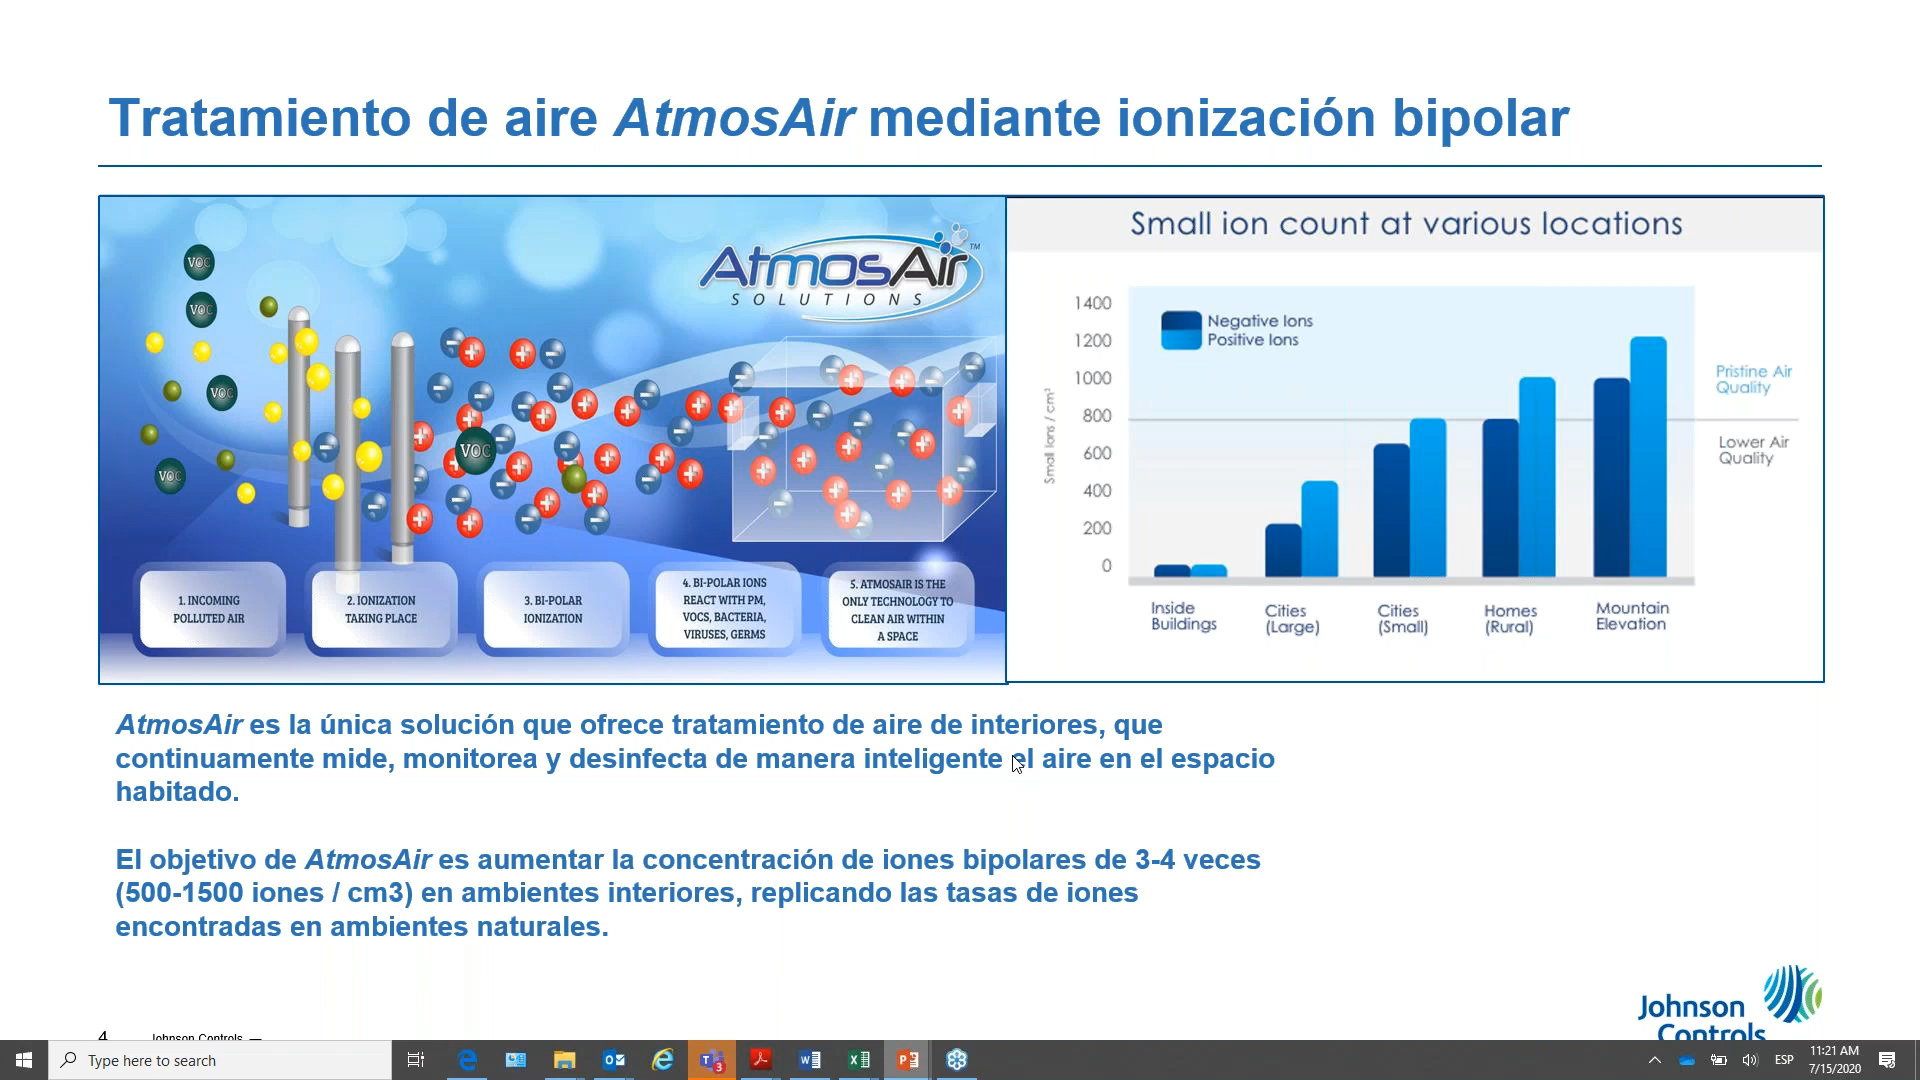 Tratamiento de aire AtmosAir mediante ionización bipolar
AtmosAir™
SOLUTIONS
VOC
VOC
VOC
VOC
VOC
1. INCOMING
POLLUTED AIR
2. IONIZATION
TAKING PLACE
3. BI-POLAR
IONIZATION
4. BI-POLAR IONS
REACT WITH PM,
VOCS, BACTERIA,
VIRUSES, GERMS
5. ATMOSAIR IS THE
ONLY TECHNOLOGY TO
CLEAN AIR WITHIN
A SPACE
Small ion count at various locations
Small Ions / cm³
1400
1200
1000
800
600
400
200
0
Negative Ions
Positive Ions
Pristine Air
Quality
Lower Air
Quality
Inside
Buildings
Cities
(Large)
Cities
(Small)
Homes
(Rural)
Mountain
Elevation
AtmosAir es la única solución que ofrece tratamiento de aire de interiores, que
continuamente mide, monitorea y desinfecta de manera inteligente el aire en el espacio
habitado.
El objetivo de AtmosAir es aumentar la concentración de iones bipolares de 3-4 veces
(500-1500 iones / cm3) en ambientes interiores, replicando las tasas de iones
encontradas en ambientes naturales.
4 Johnson Controls —
Johnson
Controls
Type here to search
3
ESP
11:21 AM
7/15/2020